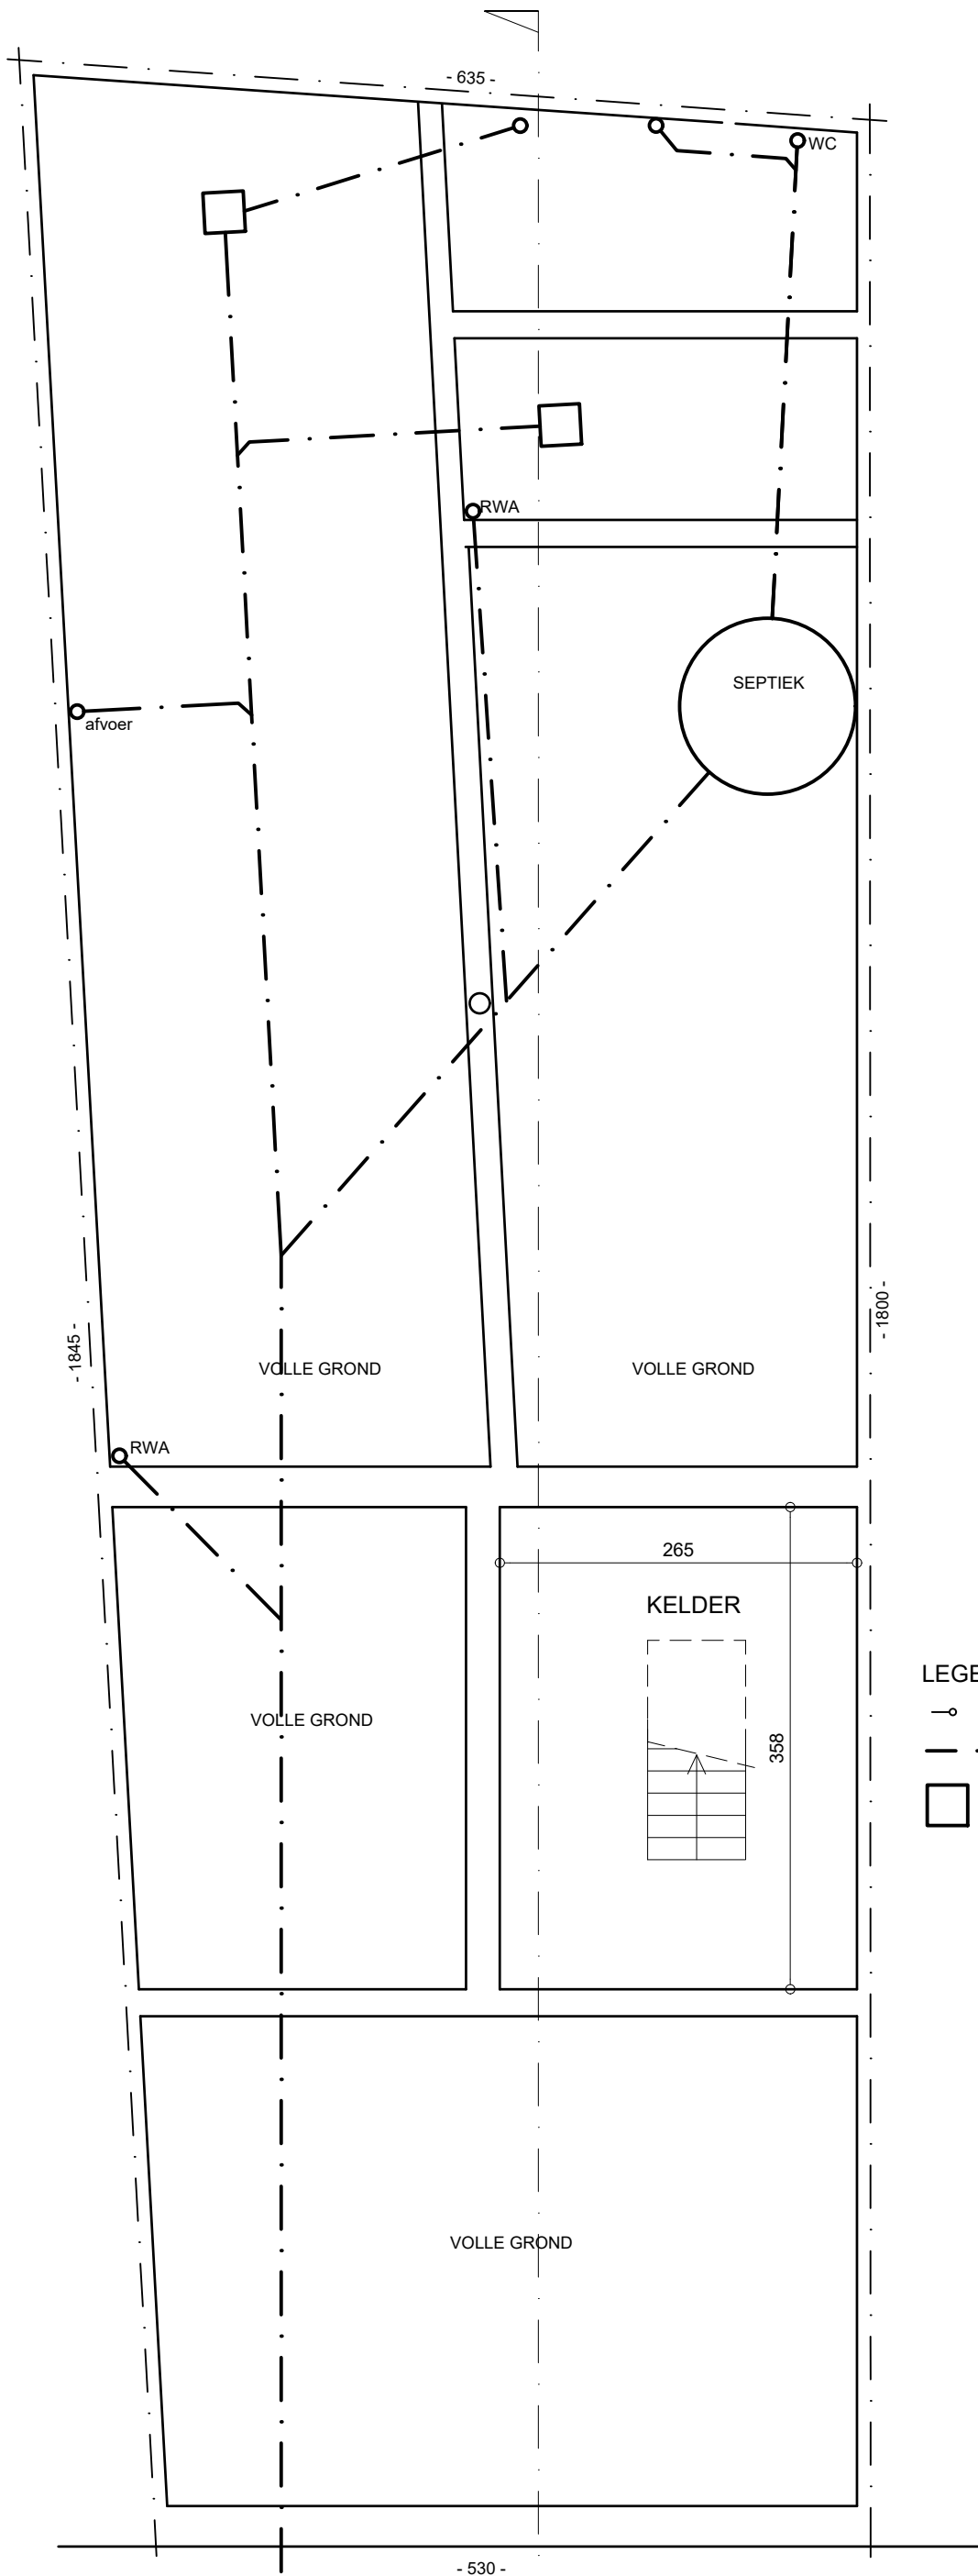 - 635 -
WC
RWA
SEPTIEK
afvoer
- 1800 -
- 1845 -
VOLLE GROND
VOLLE GROND
RWA
265
KELDER
LEGE
VOLLE GROND
358
VOLLE GROND
- 530 -